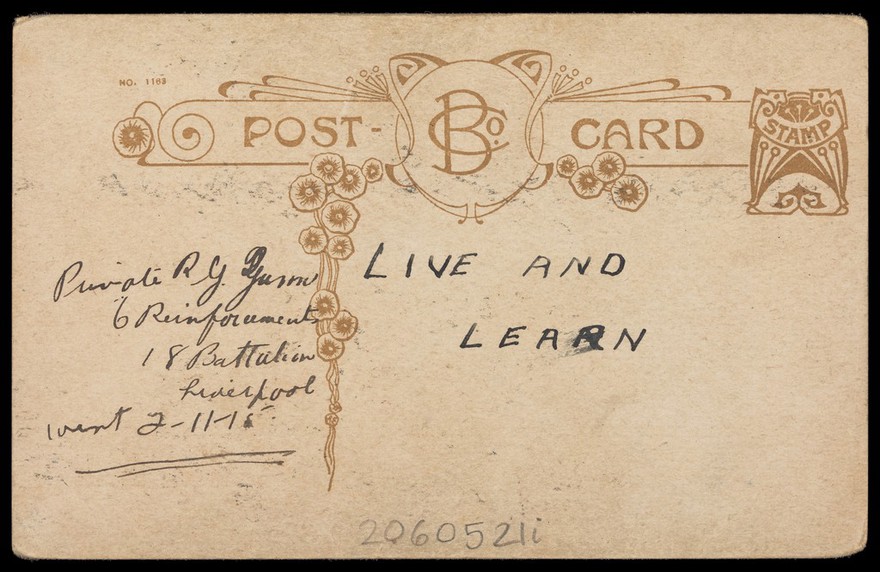 NO. 1163
POST-CARD
BCo.
STAMP
Private R G
6 Reinforcements
18 Battalion
Liverpool
went 2-11-15
LIVE AND
LEARN
2060521i